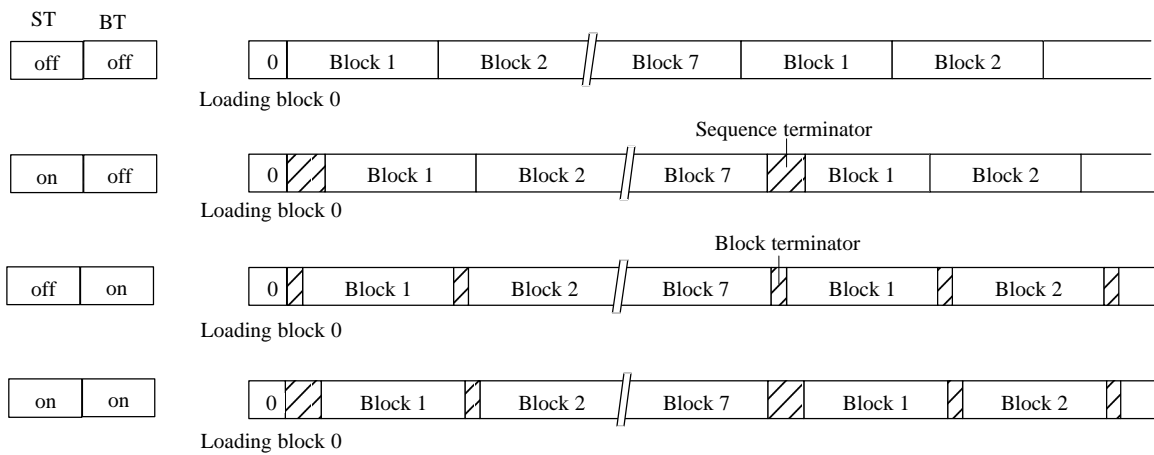 ST BT
off off 0 Block 1 Block 2 Block 7 Block 1 Block 2
Loading block 0
Sequence terminator
on off 0 Block 1 Block 2 Block 7 Block 1 Block 2
Loading block 0
Block terminator
off on 0 Block 1 Block 2 Block 7 Block 1 Block 2
Loading block 0
on on 0 Block 1 Block 2 Block 7 Block 1 Block 2
Loading block 0